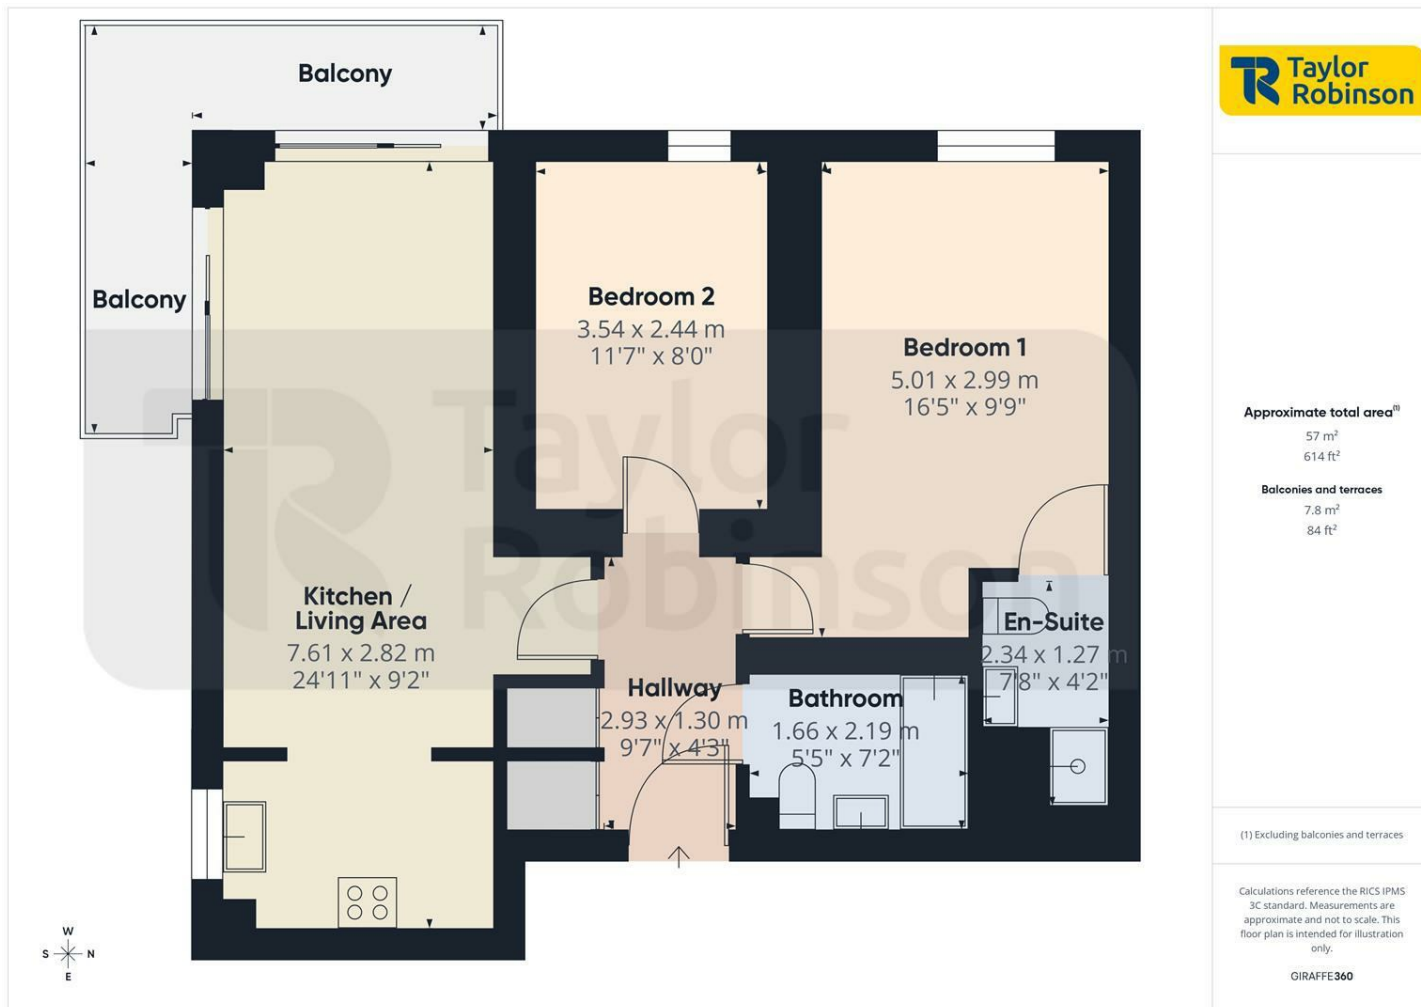 Balcony
Balcony
Bedroom 2
3.54 x 2.44 m
11'7" x 8'0"
Bedroom 1
5.01 x 2.99 m
16'5" x 9'9"
Kitchen /
Living Area
7.61 x 2.82 m
24'11" x 9'2"
Hallway
2.93 x 1.30 m
9'7" x 4'3"
Bathroom
1.66 x 2.19 m
5'5" x 7'2"
En-Suite
2.34 x 1.27 m
7'8" x 4'2"
Taylor
Robinson
W
S N
E
TR Taylor
Robinson
Approximate total area(1)
57 m²
614 ft²
Balconies and terraces
7.8 m²
84 ft²
(1) Excluding balconies and terraces
Calculations reference the RICS IPMS
3C standard. Measurements are
approximate and not to scale. This
floor plan is intended for illustration
only.
GIRAFFE360